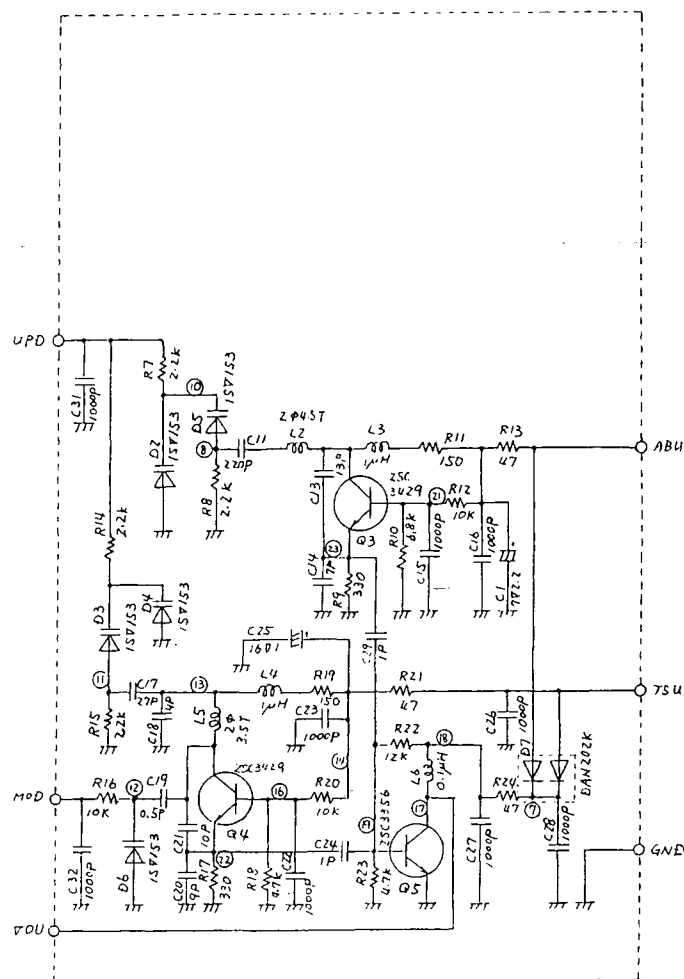 UPD
C31
1000P
R7
2.2k
10
1SV153
D5
D2
1SV153
8
C11
220P
R8
2.2k
2φ4.5T
L2
L3
1μH
R11
150
R13
47
ABU
C13
13P
2SC
3429
Q3
21
R12
10K
R10
6.8k
C15
1000P
C16
1000P
C1
7V2.2
R14
2.2k
23
C14
7P
R9
330
D3
1SV153
D4
1SV153
C29
1P
C25
16V1
11
C17
27P
13
L4
1μH
R19
150
R21
47
TSU
R15
2.2k
C18
4P
L5
2φ
3.5T
C23
1000P
14
R22
12K
18
L6
0.1μH
C26
1000P
D7
DAN202K
MOD
R16
10K
12
C19
0.5P
2SC3429
Q4
16
R20
10K
17
R24
47
7
C32
1000P
D6
1SV153
C21
10P
C20
9P
22
R17
330
R18
4.7k
C22
1000P
C24
1P
19
2SC3356
R23
4.7K
Q5
C27
1000P
C28
1000P
GND
VOU